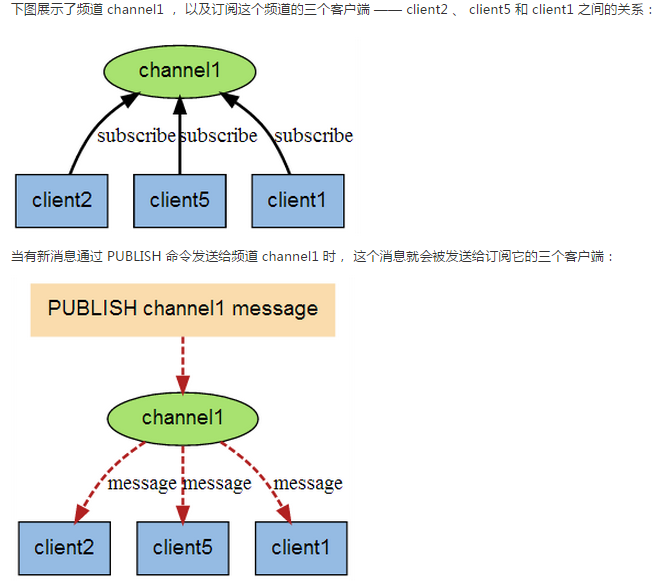 下图展示了频道 channel1 ， 以及订阅这个频道的三个客户端 —— client2 、 client5 和 client1 之间的关系：
channel1
subscribe subscribe subscribe
client2 client5 client1
当有新消息通过 PUBLISH 命令发送给频道 channel1 时， 这个消息就会被发送给订阅它的三个客户端：
PUBLISH channel1 message
channel1
message message message
client2 client5 client1